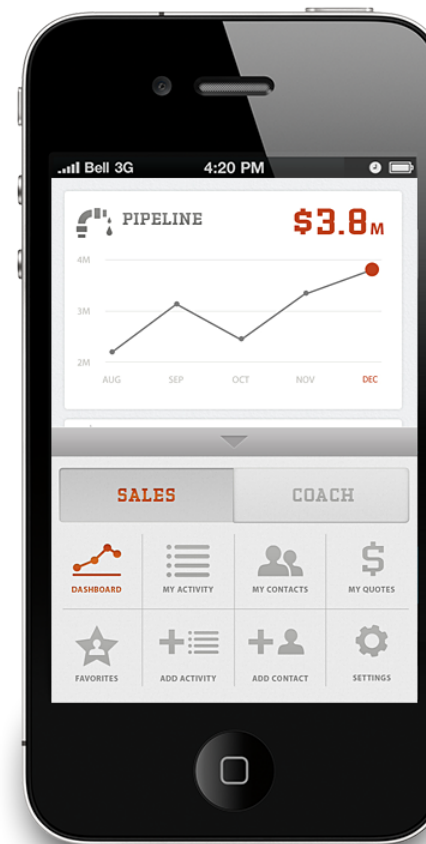 Bell 3G 4:20 PM
PIPELINE $3.8M
4M
3M
2M
AUG SEP OCT NOV DEC
SALES COACH
DASHBOARD MY ACTIVITY MY CONTACTS MY QUOTES
FAVORITES ADD ACTIVITY ADD CONTACT SETTINGS